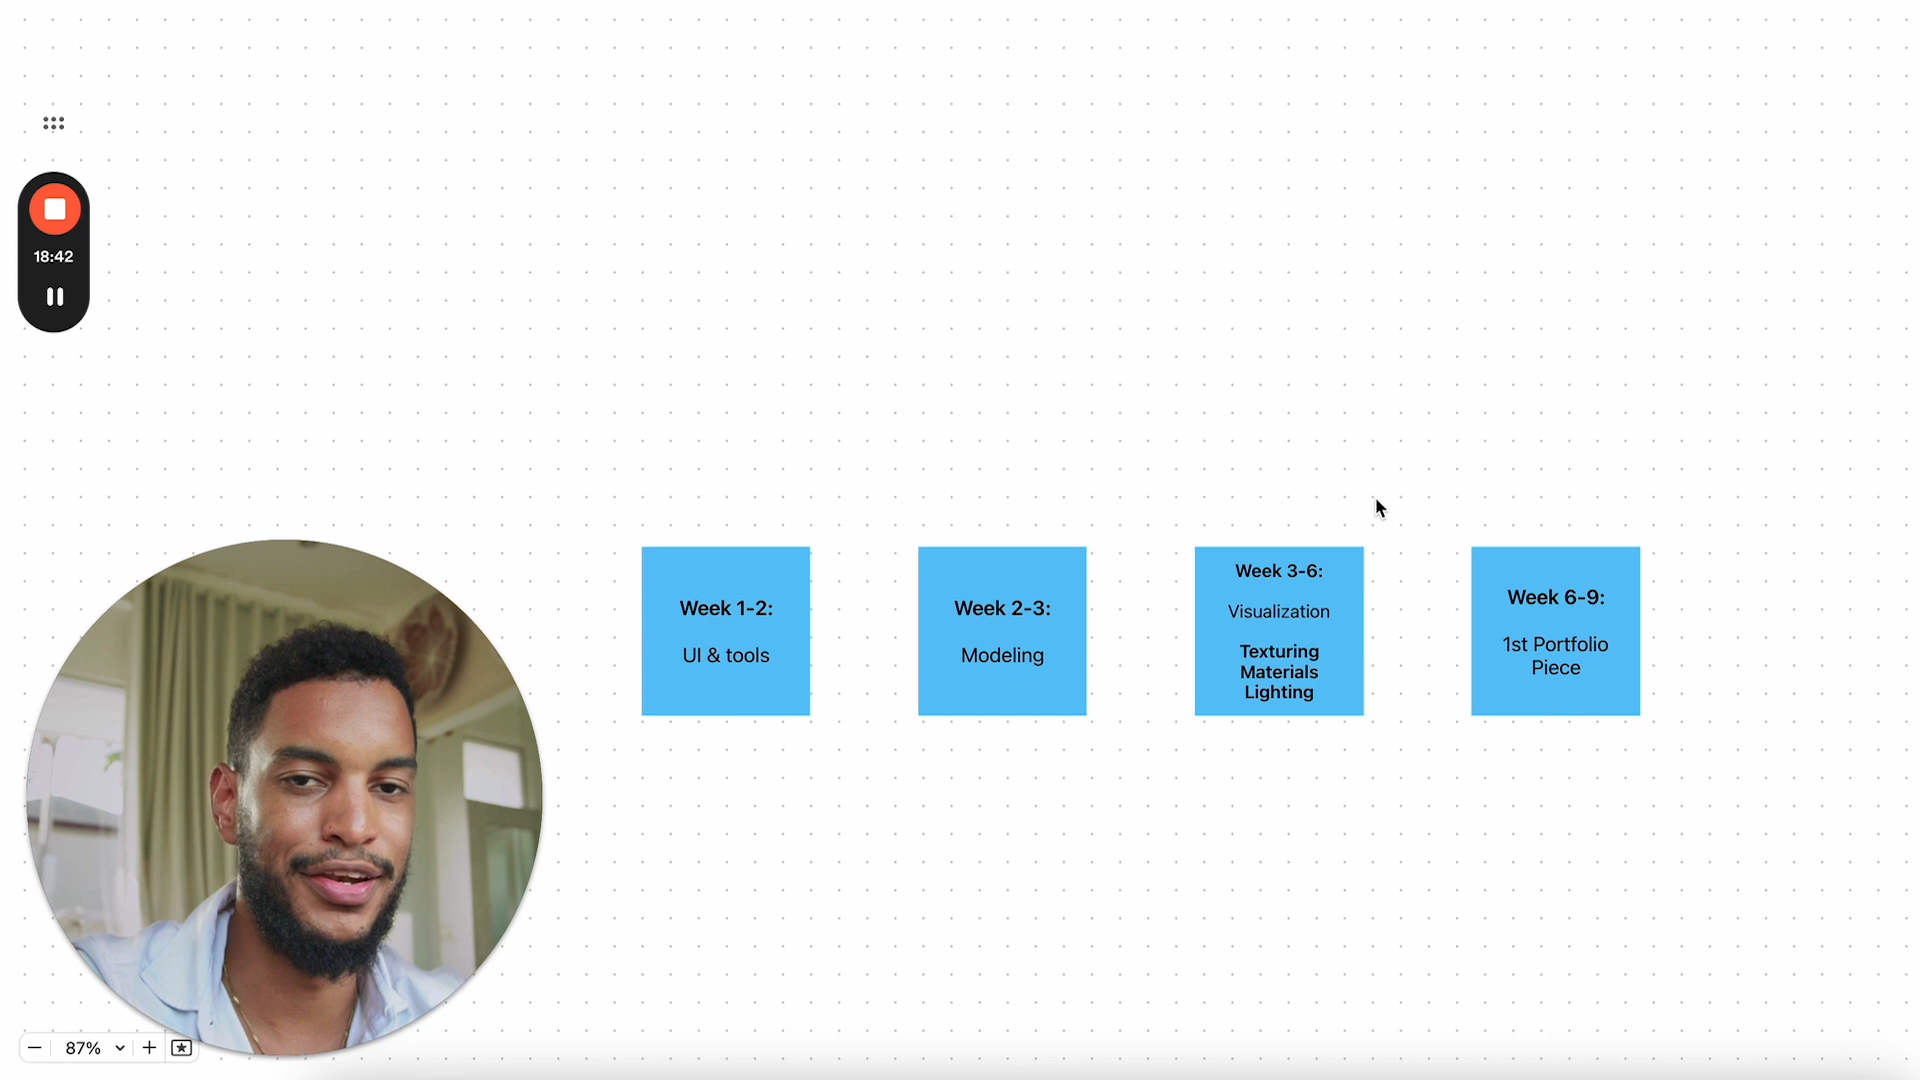 18:42
Week 1-2:
UI & tools
Week 2-3:
Modeling
Week 3-6:
Visualization
Texturing
Materials
Lighting
Week 6-9:
1st Portfolio
Piece
87%